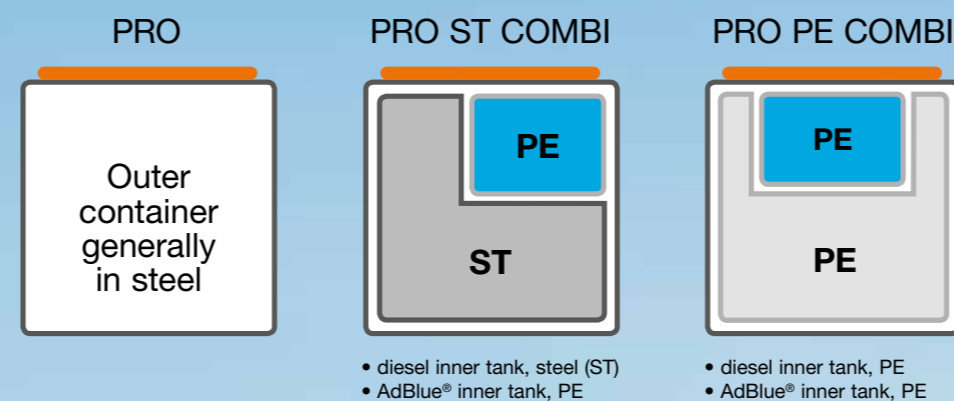 PRO
Outer
container
generally
in steel
PRO ST COMBI
PE
ST
• diesel inner tank, steel (ST)
• AdBlue® inner tank, PE
PRO PE COMBI
PE
PE
• diesel inner tank, PE
• AdBlue® inner tank, PE